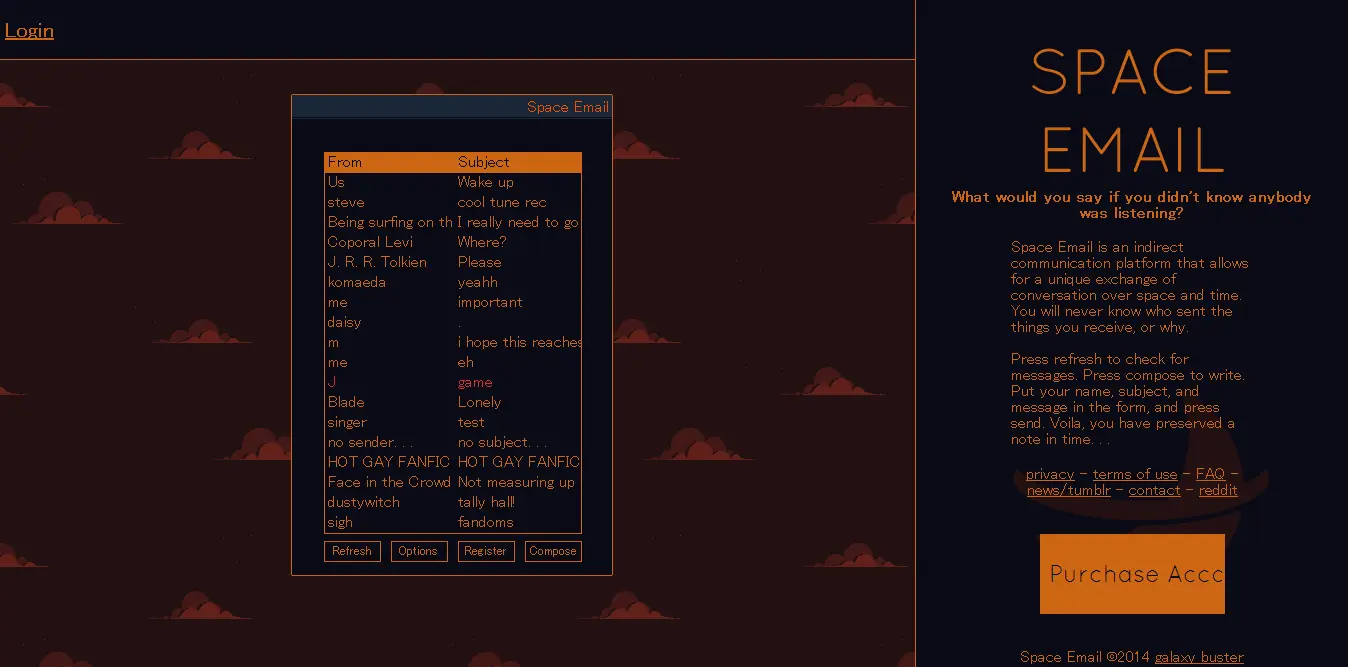 Login
Space Email
From Subject
Us Wake up
steve cool tune rec
Being surfing on th I really need to go
Coporal Levi Where?
J. R. R. Tolkien Please
komaeda yeahh
me important
daisy .
m i hope this reaches
me eh
J game
Blade Lonely
singer test
no sender. . . no subject. . .
HOT GAY FANFIC HOT GAY FANFIC
Face in the Crowd Not measuring up
dustywitch tally hall!
sigh fandoms
Refresh Options Register Compose
SPACE
EMAIL
What would you say if you didn't know anybody
was listening?
Space Email is an indirect
communication platform that allows
for a unique exchange of
conversation over space and time.
You will never know who sent the
things you receive, or why.
Press refresh to check for
messages. Press compose to write.
Put your name, subject, and
message in the form, and press
send. Voila, you have preserved a
note in time. . .
privacy - terms of use - FAQ -
news/tumblr - contact - reddit
Purchase Acco
Space Email ©2014 galaxy buster